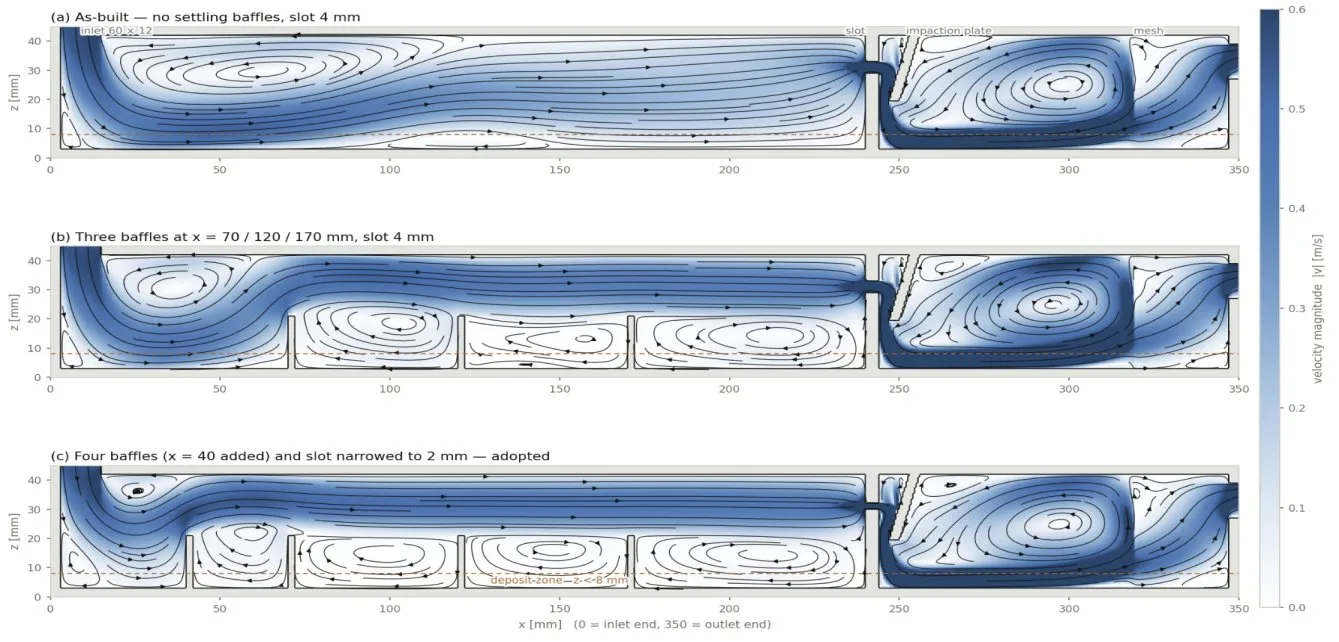 (a) As-built — no settling baffles, slot 4 mm
inlet 60 × 12
slot
impaction plate
mesh
z [mm]
40
30
20
10
0
0 50 100 150 200 250 300 350
(b) Three baffles at x = 70 / 120 / 170 mm, slot 4 mm
z [mm]
40
30
20
10
0
0 50 100 150 200 250 300 350
(c) Four baffles (x = 40 added) and slot narrowed to 2 mm — adopted
z [mm]
40
30
20
10
0
deposit zone z < 8 mm
0 50 100 150 200 250 300 350
x [mm] (0 = inlet end, 350 = outlet end)
0.6
0.5
0.4
0.3
0.2
0.1
0.0
velocity magnitude |v| [m/s]